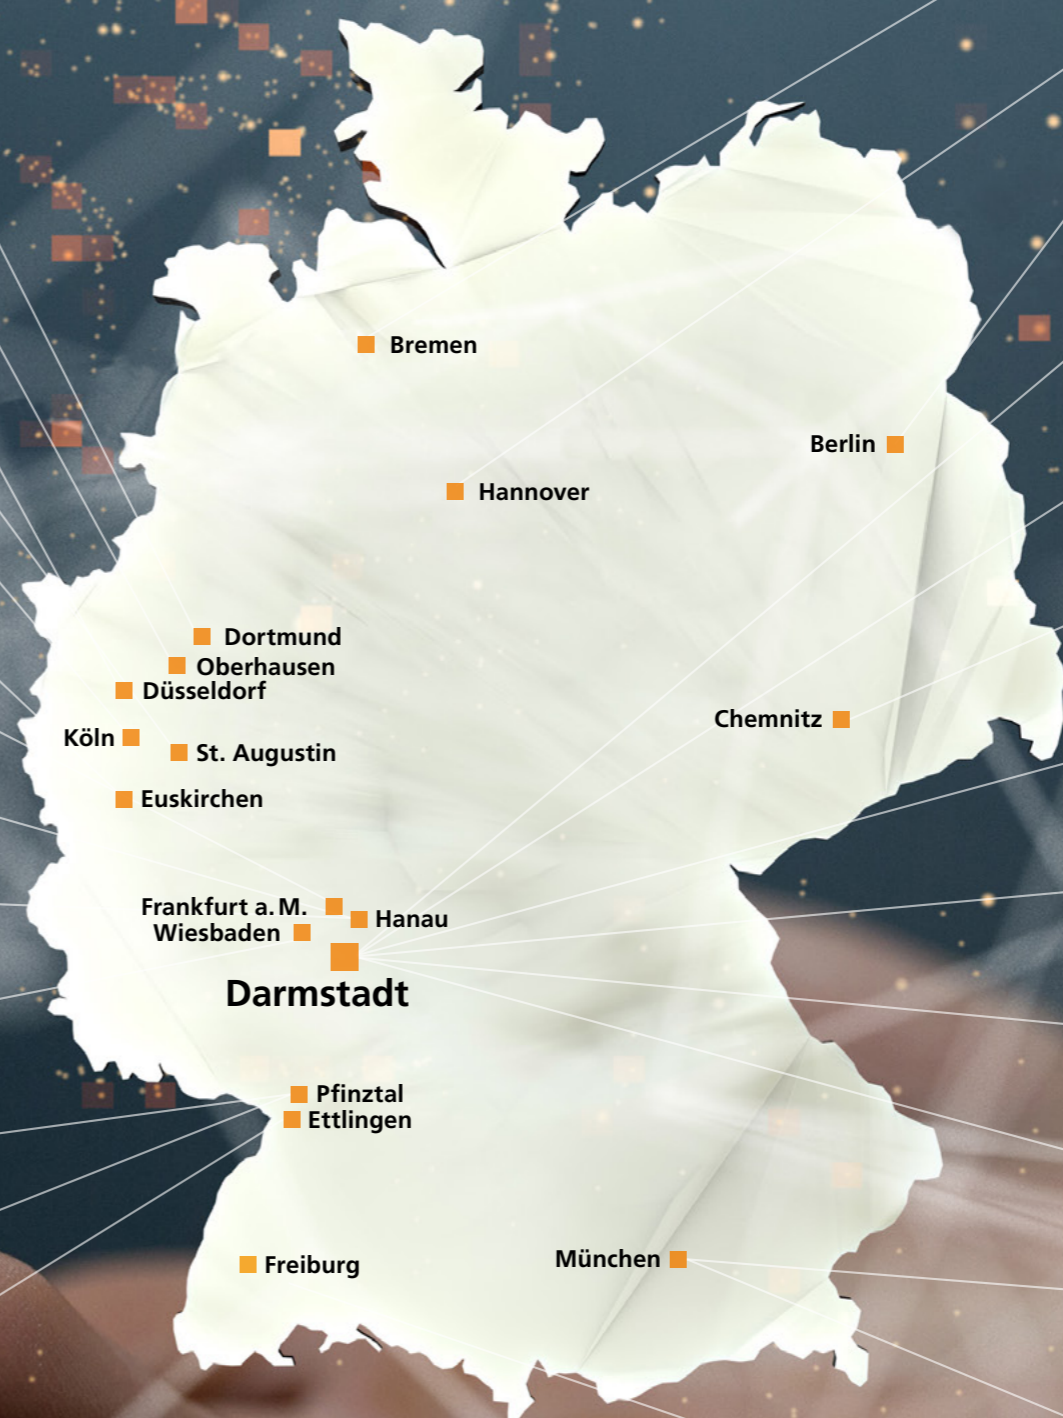 Bremen
Berlin
Hannover
Dortmund
Oberhausen
Düsseldorf
Chemnitz
Köln
St. Augustin
Euskirchen
Frankfurt a. M.
Hanau
Wiesbaden
Darmstadt
Pfinztal
Ettlingen
München
Freiburg